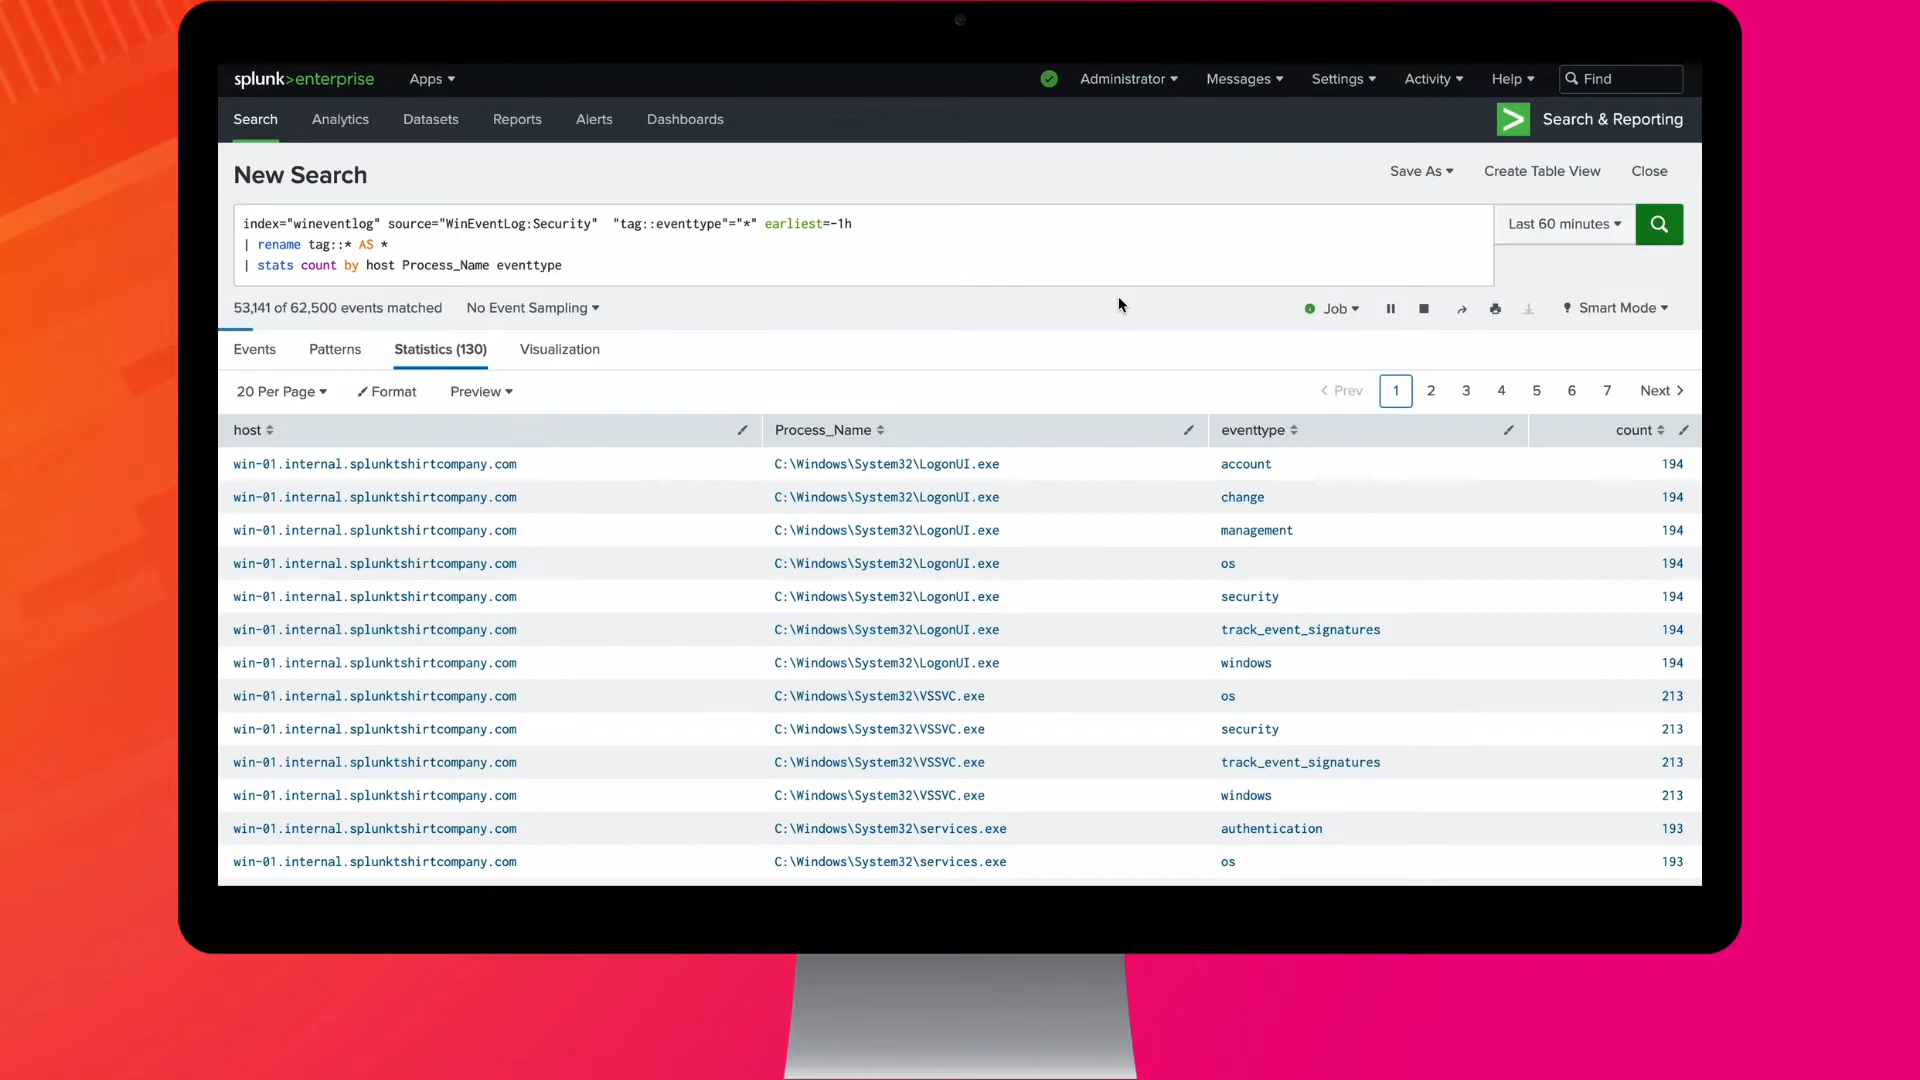 splunk>enterprise Apps Administrator Messages Settings Activity Help Find
Search Analytics Datasets Reports Alerts Dashboards Search & Reporting
New Search Save As Create Table View Close
index="wineventlog" source="WinEventLog:Security"  "tag::eventtype"="*" earliest=-1h Last 60 minutes
| rename tag::* AS *
| stats count by host Process_Name eventtype
53,141 of 62,500 events matched No Event Sampling Job Smart Mode
Events Patterns Statistics (130) Visualization
20 Per Page Format Preview < Prev 1 2 3 4 5 6 7 Next >
host Process_Name eventtype count
win-01.internal.splunktshirtcompany.com C:\Windows\System32\LogonUI.exe account 194
win-01.internal.splunktshirtcompany.com C:\Windows\System32\LogonUI.exe change 194
win-01.internal.splunktshirtcompany.com C:\Windows\System32\LogonUI.exe management 194
win-01.internal.splunktshirtcompany.com C:\Windows\System32\LogonUI.exe os 194
win-01.internal.splunktshirtcompany.com C:\Windows\System32\LogonUI.exe security 194
win-01.internal.splunktshirtcompany.com C:\Windows\System32\LogonUI.exe track_event_signatures 194
win-01.internal.splunktshirtcompany.com C:\Windows\System32\LogonUI.exe windows 194
win-01.internal.splunktshirtcompany.com C:\Windows\System32\VSSVC.exe os 213
win-01.internal.splunktshirtcompany.com C:\Windows\System32\VSSVC.exe security 213
win-01.internal.splunktshirtcompany.com C:\Windows\System32\VSSVC.exe track_event_signatures 213
win-01.internal.splunktshirtcompany.com C:\Windows\System32\VSSVC.exe windows 213
win-01.internal.splunktshirtcompany.com C:\Windows\System32\services.exe authentication 193
win-01.internal.splunktshirtcompany.com C:\Windows\System32\services.exe os 193